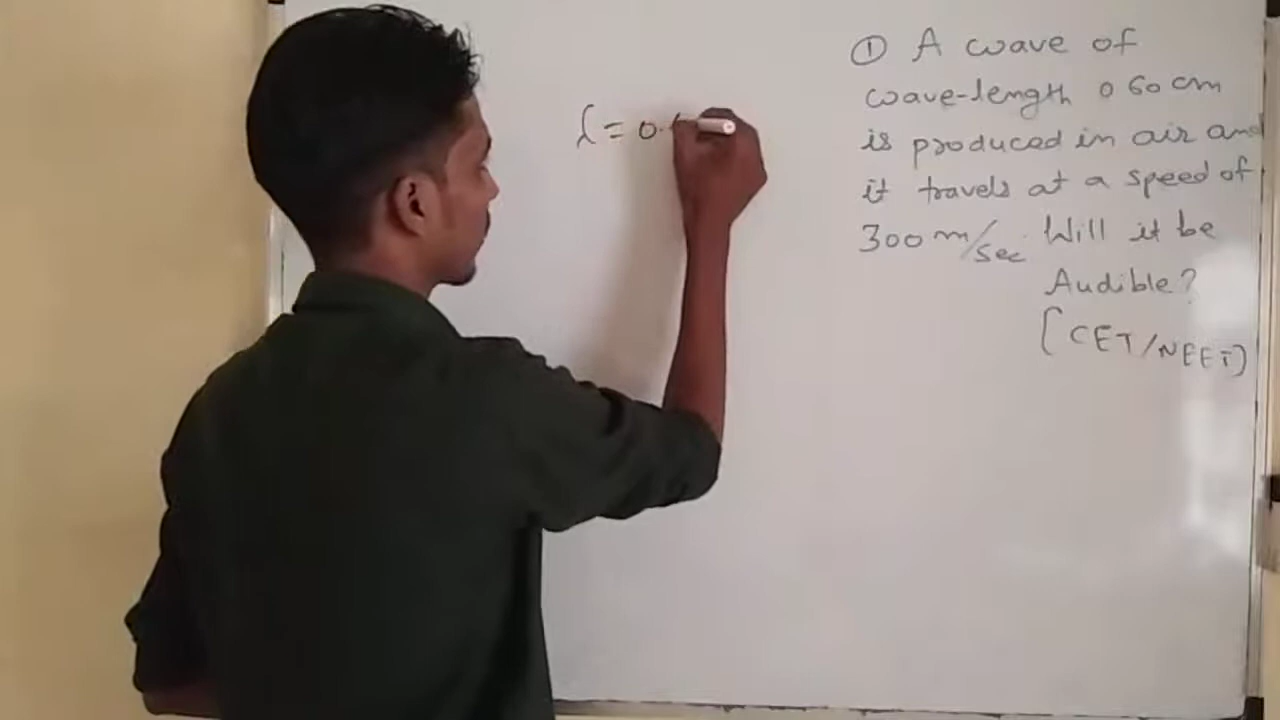 ① A wave of
wave-length 0 60 cm
is produced in air and
it travels at a speed of
300 m/sec Will it be
Audible?
[CET/NEET)
λ = 0.